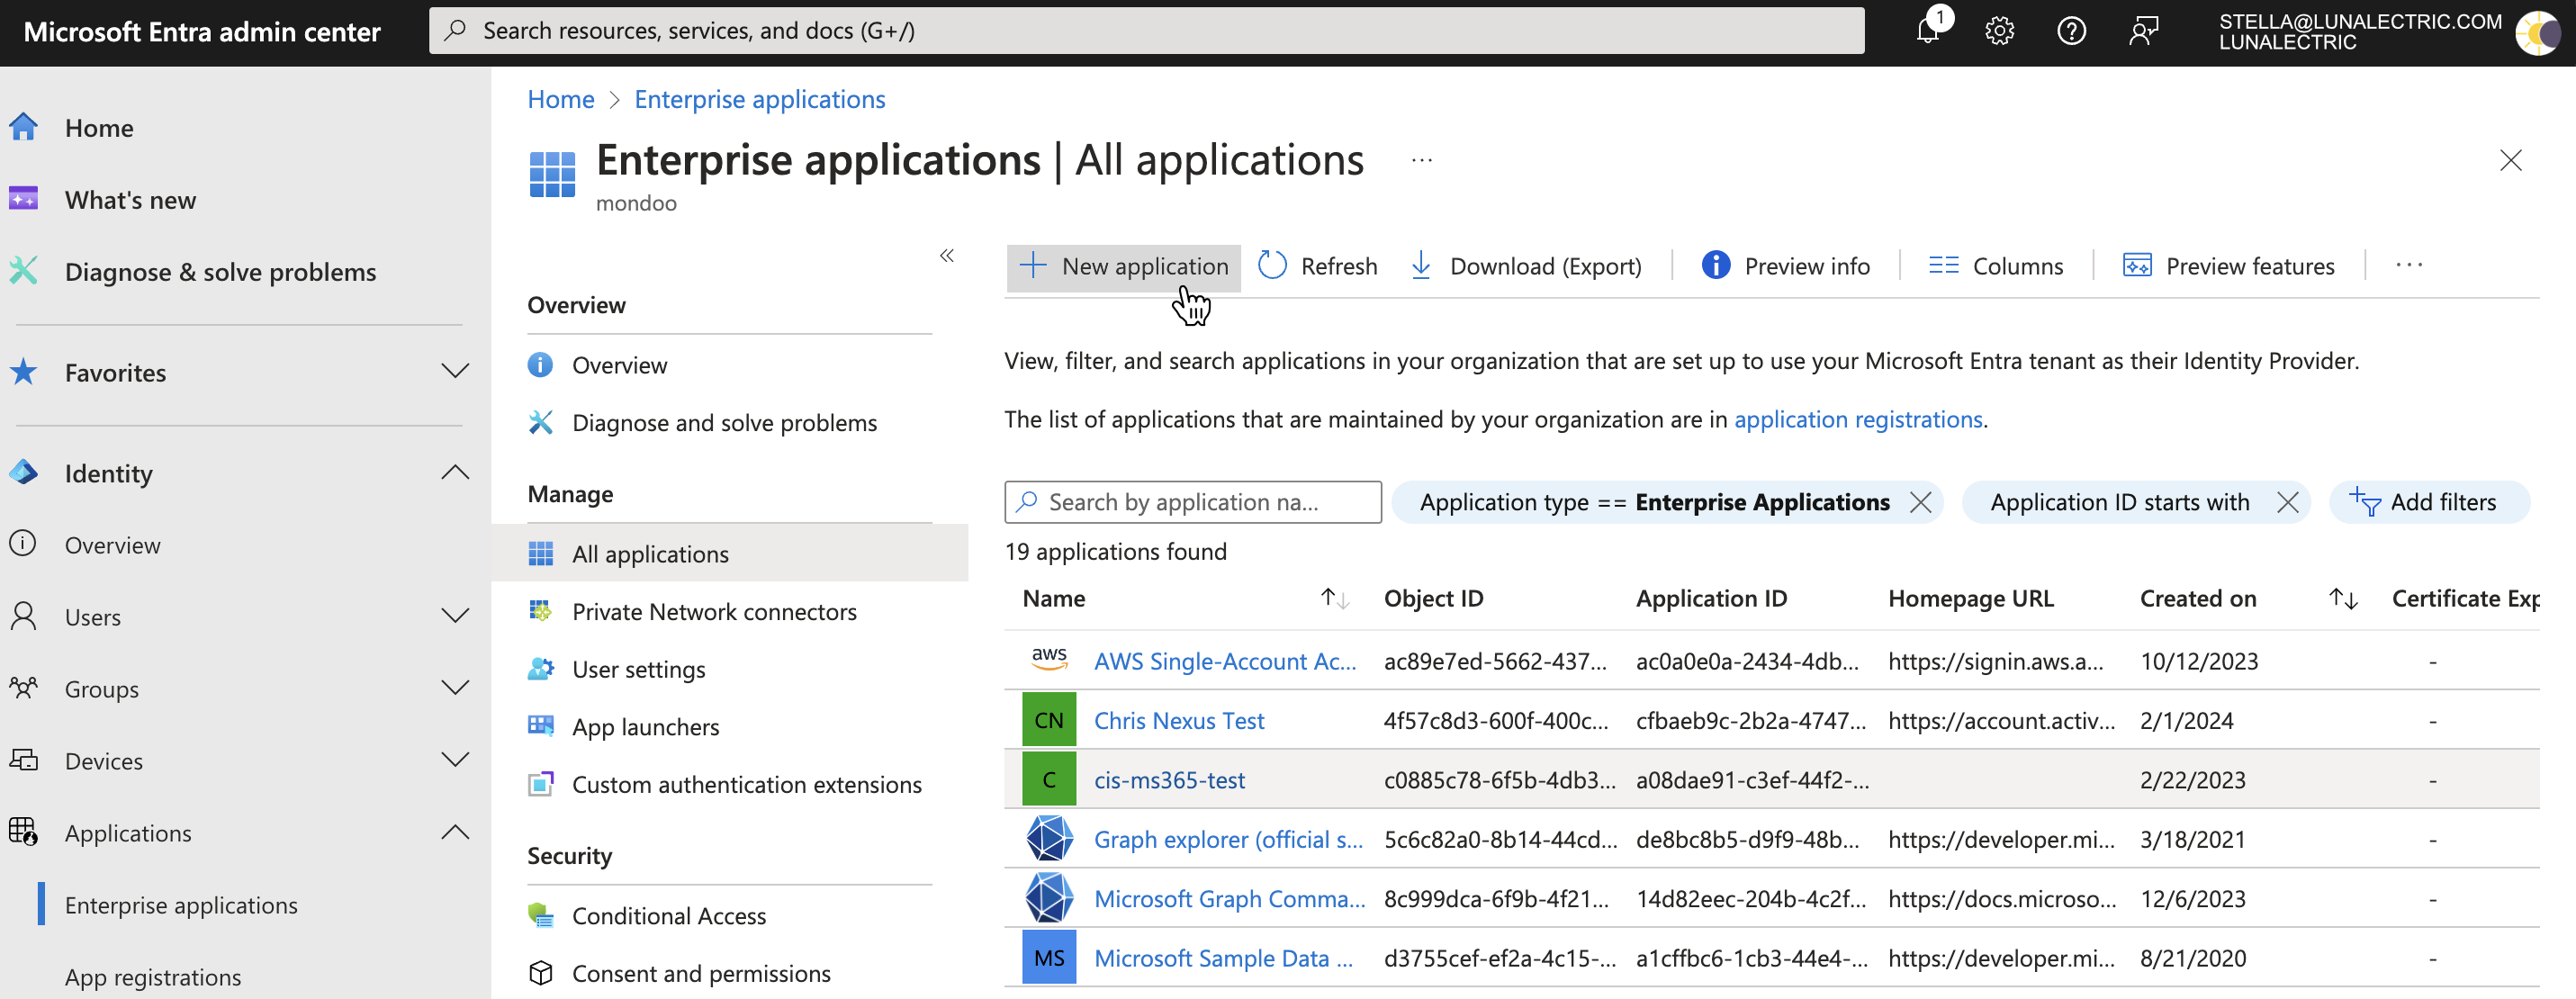 Microsoft Entra admin center
Search resources, services, and docs (G+/)
1
STELLA@LUNALECTRIC.COM
LUNALECTRIC
Home
What's new
Diagnose & solve problems
Favorites
Identity
Overview
Users
Groups
Devices
Applications
Enterprise applications
App registrations
Home > Enterprise applications
Enterprise applications | All applications ...
mondoo
«
Overview
Overview
Diagnose and solve problems
Manage
All applications
Private Network connectors
User settings
App launchers
Custom authentication extensions
Security
Conditional Access
Consent and permissions
New application Refresh Download (Export) Preview info Columns Preview features ...
View, filter, and search applications in your organization that are set up to use your Microsoft Entra tenant as their Identity Provider.
The list of applications that are maintained by your organization are in application registrations.
Search by application na... Application type == Enterprise Applications Application ID starts with Add filters
19 applications found
Name Object ID Application ID Homepage URL Created on Certificate Exp
aws AWS Single-Account Ac... ac89e7ed-5662-437... ac0a0e0a-2434-4db... https://signin.aws.a... 10/12/2023 -
CN Chris Nexus Test 4f57c8d3-600f-400c... cfbaeb9c-2b2a-4747... https://account.activ... 2/1/2024 -
C cis-ms365-test c0885c78-6f5b-4db3... a08dae91-c3ef-44f2-... 2/22/2023 -
Graph explorer (official s... 5c6c82a0-8b14-44cd... de8bc8b5-d9f9-48b... https://developer.mi... 3/18/2021 -
Microsoft Graph Comma... 8c999dca-6f9b-4f21... 14d82eec-204b-4c2f... https://docs.microso... 12/6/2023 -
MS Microsoft Sample Data ... d3755cef-ef2a-4c15-... a1cffbc6-1cb3-44e4-... https://developer.mi... 8/21/2020 -